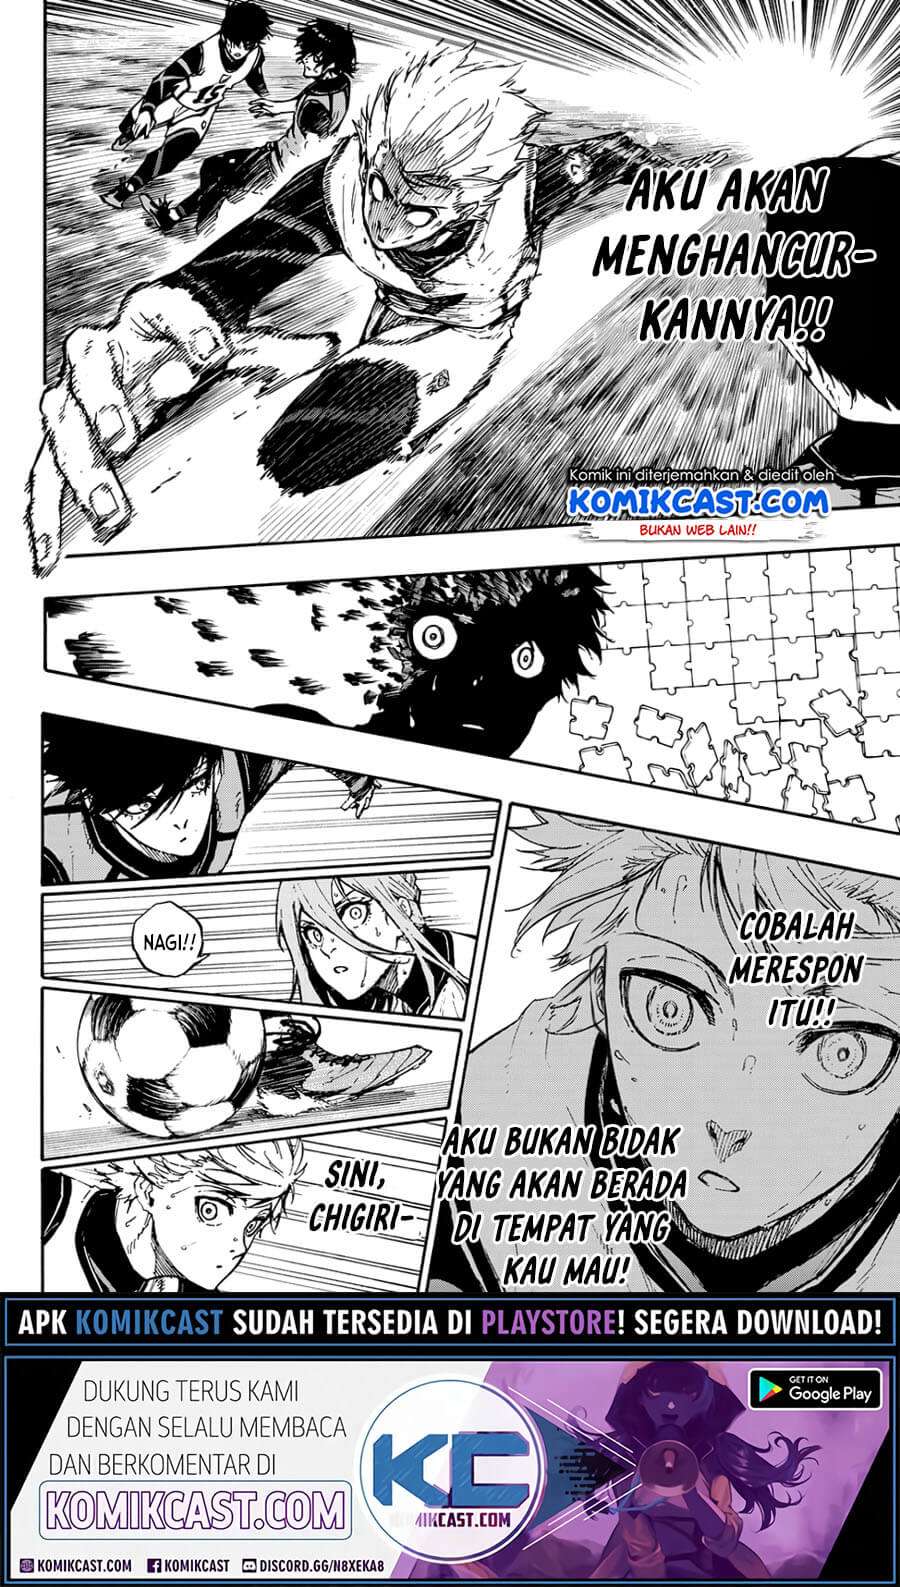 AKU AKAN
MENGHANCUR-
KANNYA!!
Komik ini diterjemahkan & diedit oleh
KOMIKCAST.COM
BUKAN WEB LAIN!!
NAGI!!
COBALAH
MERESPON
ITU!!
SINI,
CHIGIRI-
AKU BUKAN BIDAK
YANG AKAN BERADA
DI TEMPAT YANG
KAU MAU!
APK KOMIKCAST SUDAH TERSEDIA DI PLAYSTORE! SEGERA DOWNLOAD!
DUKUNG TERUS KAMI
DENGAN SELALU MEMBACA
DAN BERKOMENTAR DI
KOMIKCAST.COM
KOMIKCAST.COM
KOMIKCAST
DISCORD.GG/N8XEKA8
KC
MIKCAST.COM
GET IT ON
Google Play